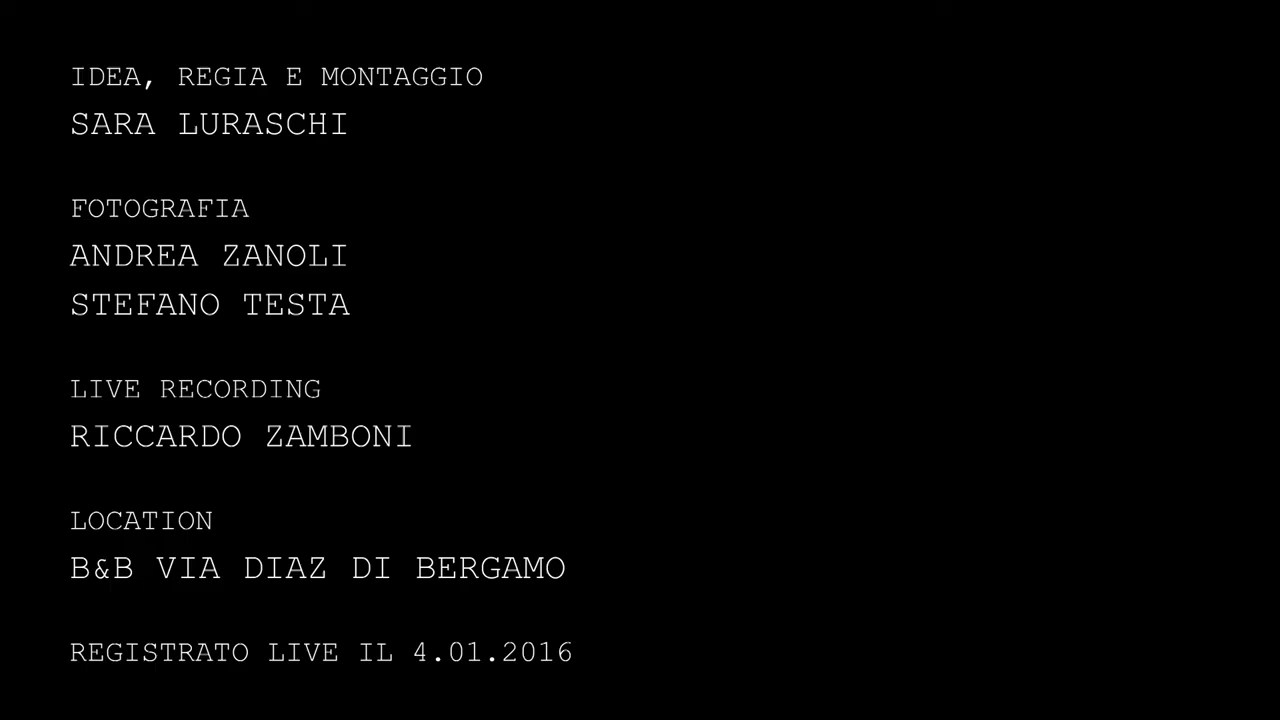 IDEA, REGIA E MONTAGGIO
SARA LURASCHI
FOTOGRAFIA
ANDREA ZANOLI
STEFANO TESTA
LIVE RECORDING
RICCARDO ZAMBONI
LOCATION
B&B VIA DIAZ DI BERGAMO
REGISTRATO LIVE IL 4.01.2016